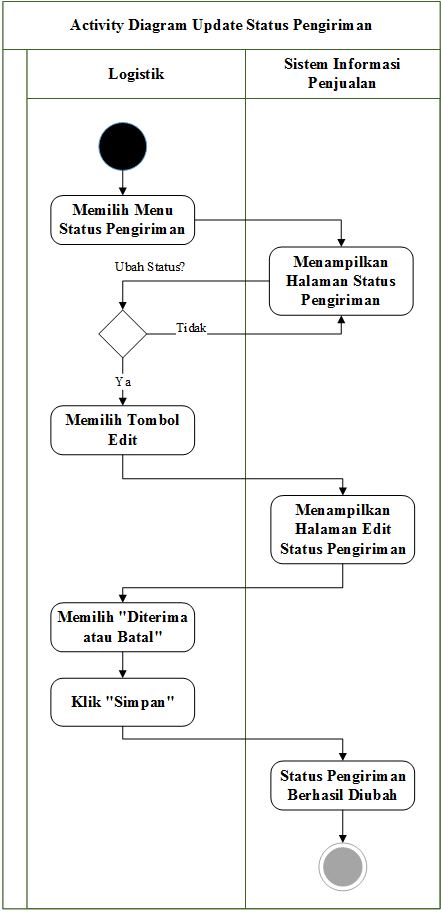 Activity Diagram Update Status Pengiriman
Logistik
Sistem Informasi
Penjualan
Memilih Menu
Status Pengiriman
Menampilkan
Halaman Status
Pengiriman
Ubah Status?
Tidak
Ya
Memilih Tombol
Edit
Menampilkan
Halaman Edit
Status Pengiriman
Memilih "Diterima
atau Batal"
Klik "Simpan"
Status Pengiriman
Berhasil Diubah